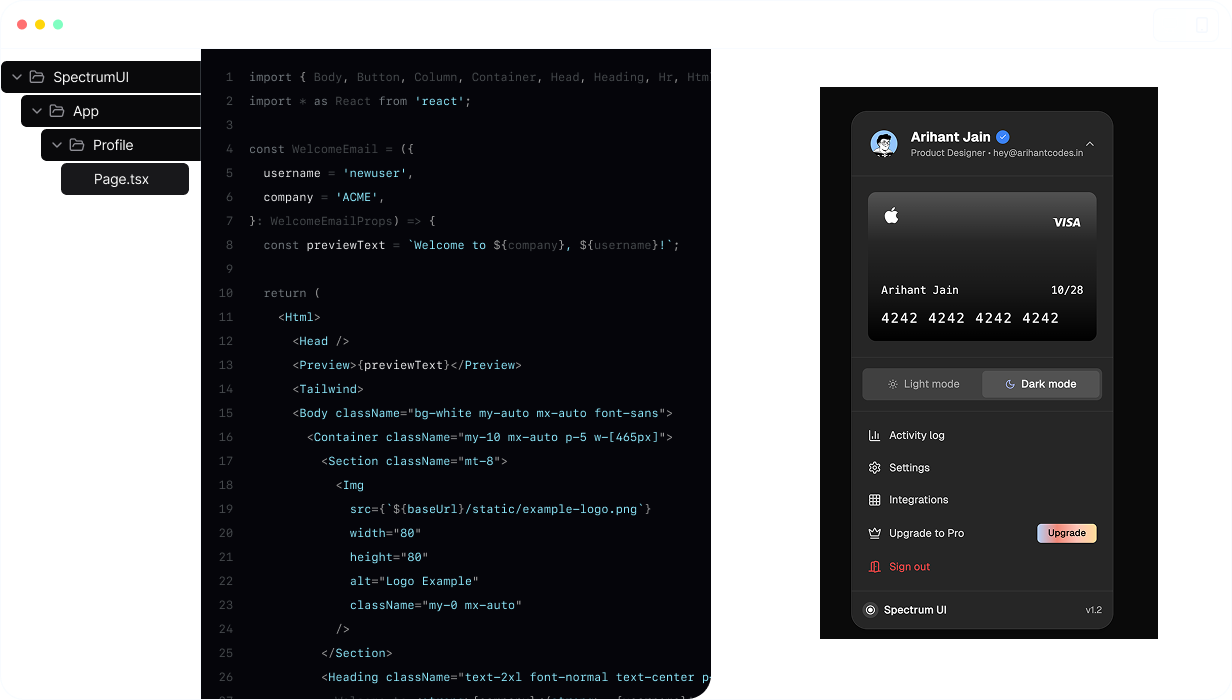 SpectrumUI
App
Profile
Page.tsx
1 import { Body, Button, Column, Container, Head, Heading, Hr,
2 import * as React from 'react';
3
4 const WelcomeEmail = ({
5 username = 'newuser',
6 company = 'ACME',
7 }: WelcomeEmailProps) => {
8 const previewText = `Welcome to ${company}, ${username}!`;
9
10 return (
11 <Html>
12 <Head />
13 <Preview>{previewText}</Preview>
14 <Tailwind>
15 <Body className="bg-white my-auto mx-auto font-sans">
16 <Container className="my-10 mx-auto p-5 w-[465px]">
17 <Section className="mt-8">
18 <Img
19 src={`${baseUrl}/static/example-logo.png`}
20 width="80"
21 height="80"
22 alt="Logo Example"
23 className="my-0 mx-auto"
24 />
25 </Section>
26 <Heading className="text-2xl font-normal text-center
Arihant Jain
Product Designer • hey@arihantcodes.in
VISA
Arihant Jain 10/28
4242 4242 4242 4242
Light mode Dark mode
Activity log
Settings
Integrations
Upgrade to Pro Upgrade
Sign out
Spectrum UI v1.2